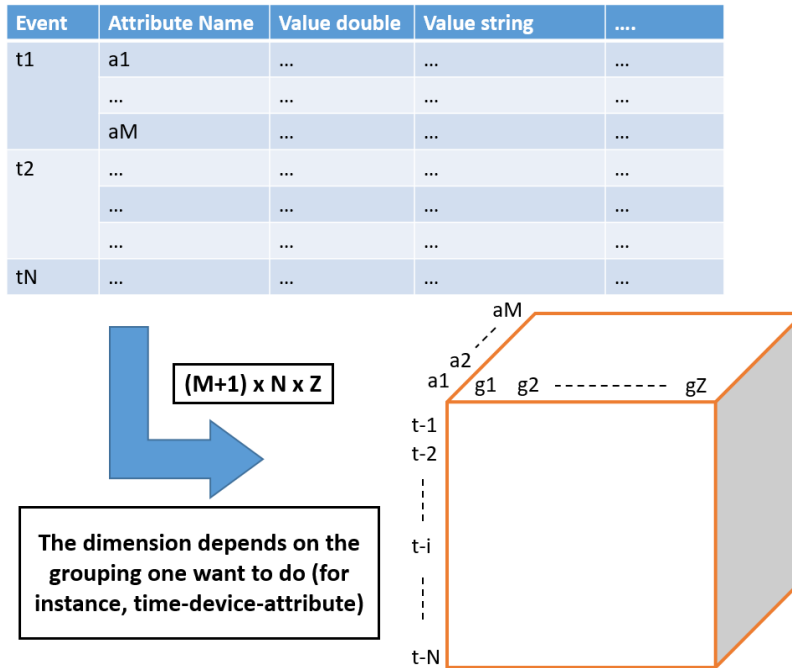 Event Attribute Name Value double Value string ....
t1 a1 ... ... ...
... ... ... ...
aM ... ... ...
t2 ... ... ... ...
... ... ... ...
... ... ... ...
tN ... ... ... ...
aM
a2
a1
(M+1) x N x Z
g1 g2 gZ
t-1
t-2
The dimension depends on the
grouping one want to do (for
instance, time-device-attribute)
t-i
t-N